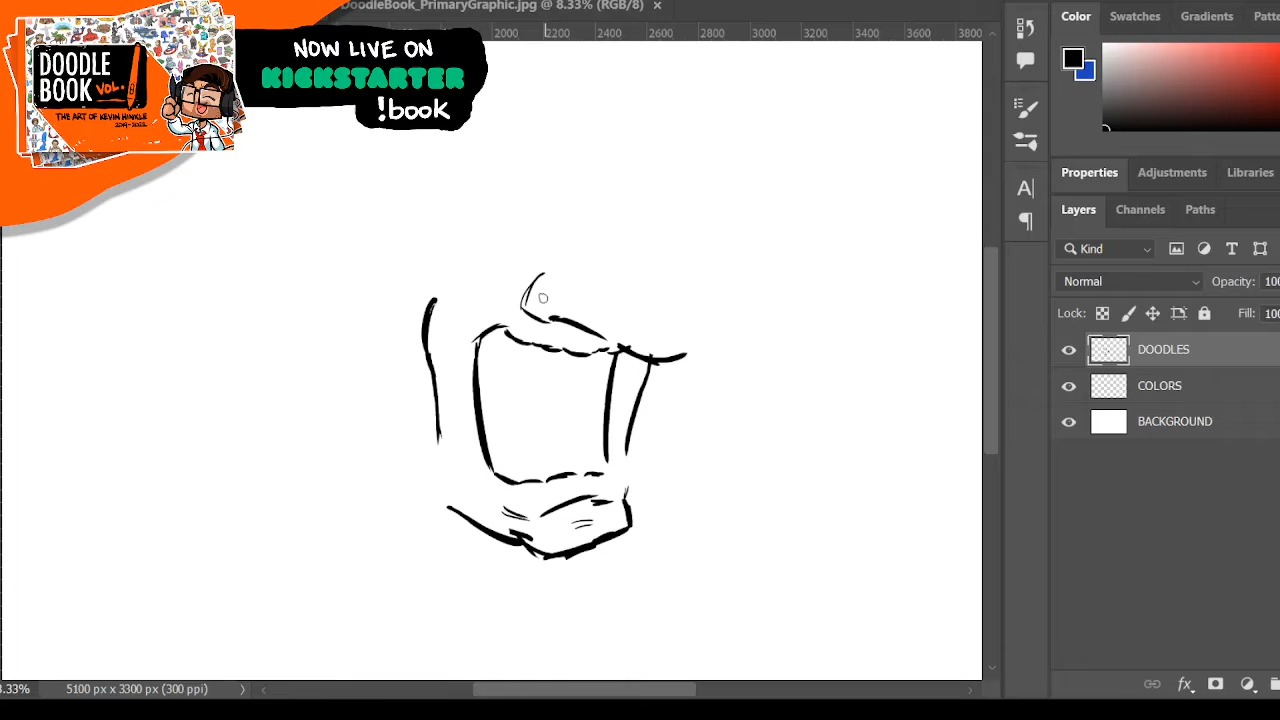 DoodleBook_PrimaryGraphic.jpg @ 8.33% (RGB/8) ×
NOW LIVE ON
KICKSTARTER
!book
DOODLE
BOOK VOL.
THE ART OF KEVIN HINKLE
2000 2200 2400 2600 2800 3000 3200 3400 3600 3800
Color Swatches Gradients
Properties Adjustments Libraries
Layers Channels Paths
Kind
Normal Opacity:
Lock: Fill:
DOODLES
COLORS
BACKGROUND
8.33% 5100 px x 3300 px (300 ppi)